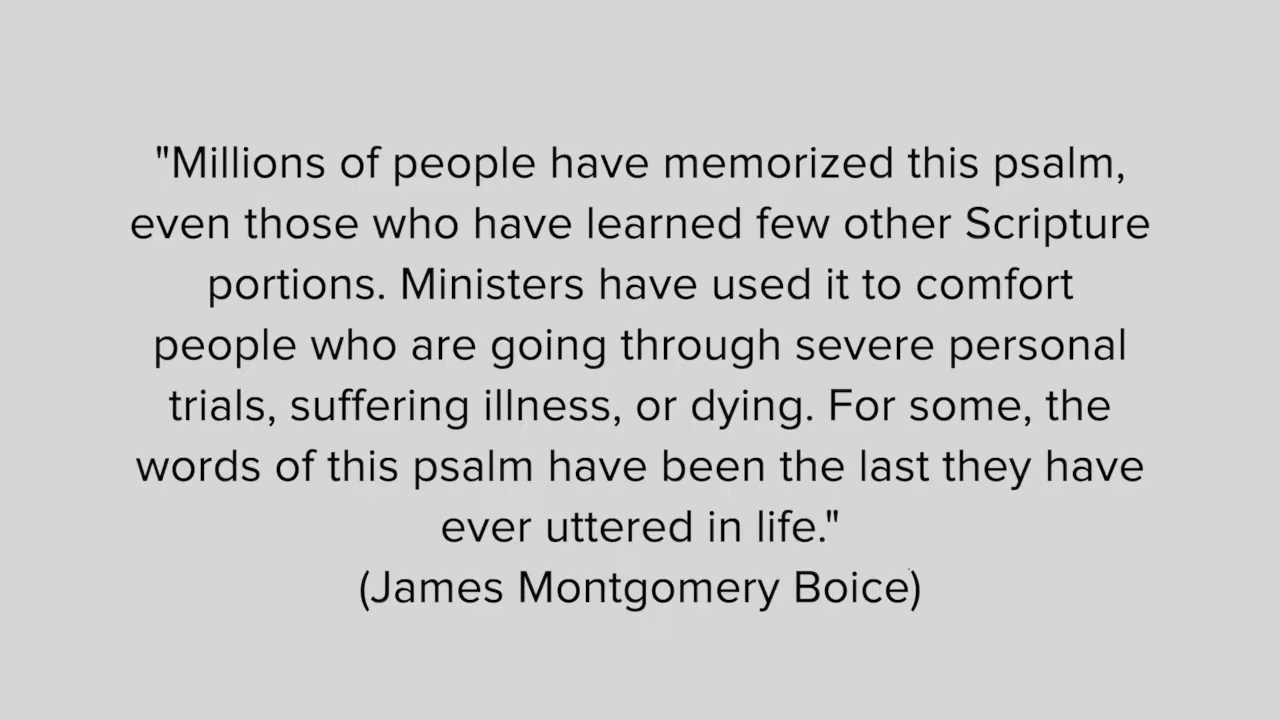 "Millions of people have memorized this psalm,
even those who have learned few other Scripture
portions. Ministers have used it to comfort
people who are going through severe personal
trials, suffering illness, or dying. For some, the
words of this psalm have been the last they have
ever uttered in life."
(James Montgomery Boice)